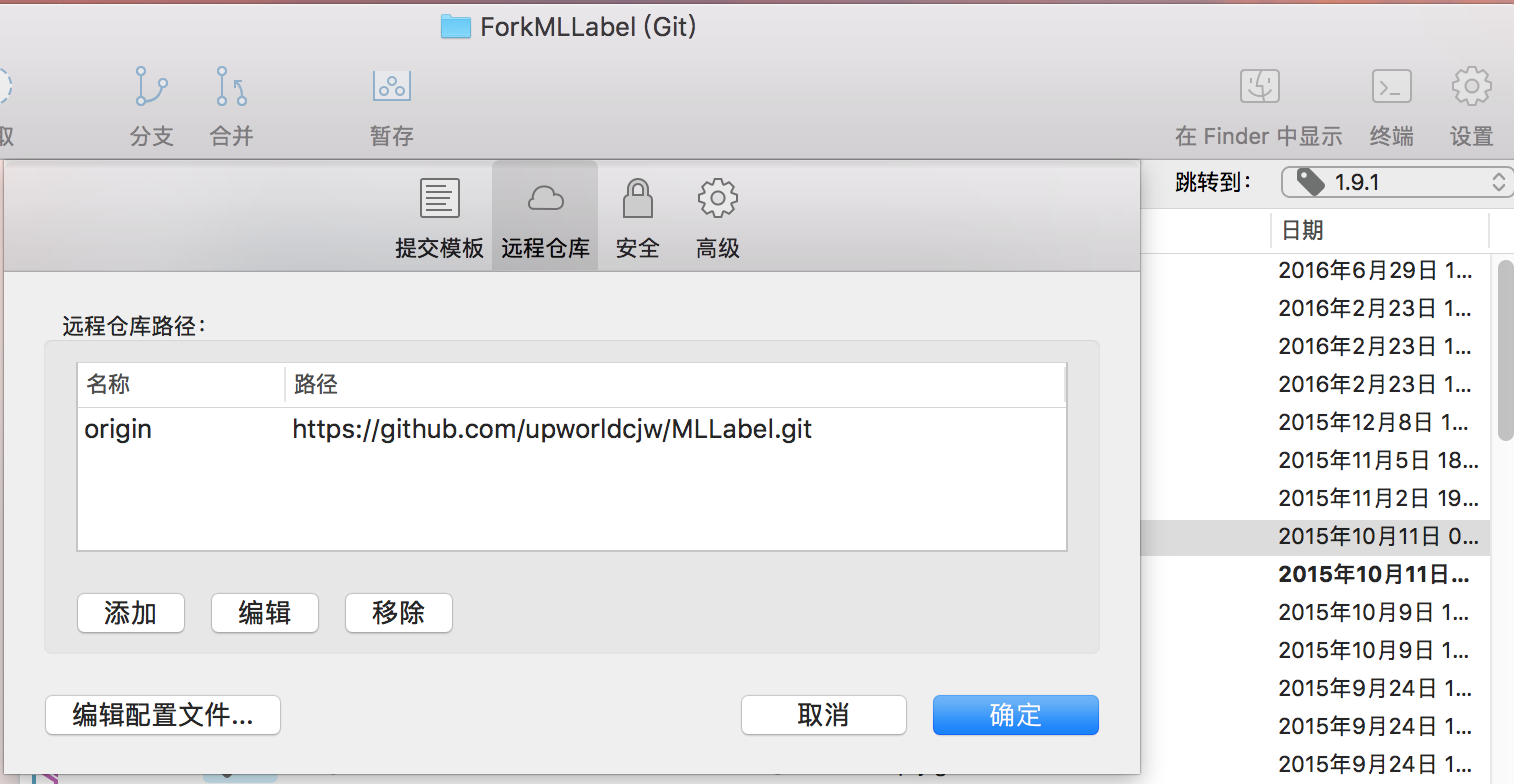 ForkMLLabel (Git)
取 分支 合并 暂存 在 Finder 中显示 终端 设置
跳转到： 1.9.1
提交模板 远程仓库 安全 高级
远程仓库路径：
名称 路径
origin https://github.com/upworldcjw/MLLabel.git
添加 编辑 移除
编辑配置文件... 取消 确定
日期
2016年6月29日 1...
2016年2月23日 1...
2016年2月23日 1...
2016年2月23日 1...
2015年12月8日 1...
2015年11月5日 18...
2015年11月2日 19...
2015年10月11日 0...
2015年10月11日...
2015年10月9日 1...
2015年10月9日 1...
2015年9月24日 1...
2015年9月24日 1...
2015年9月24日 1...